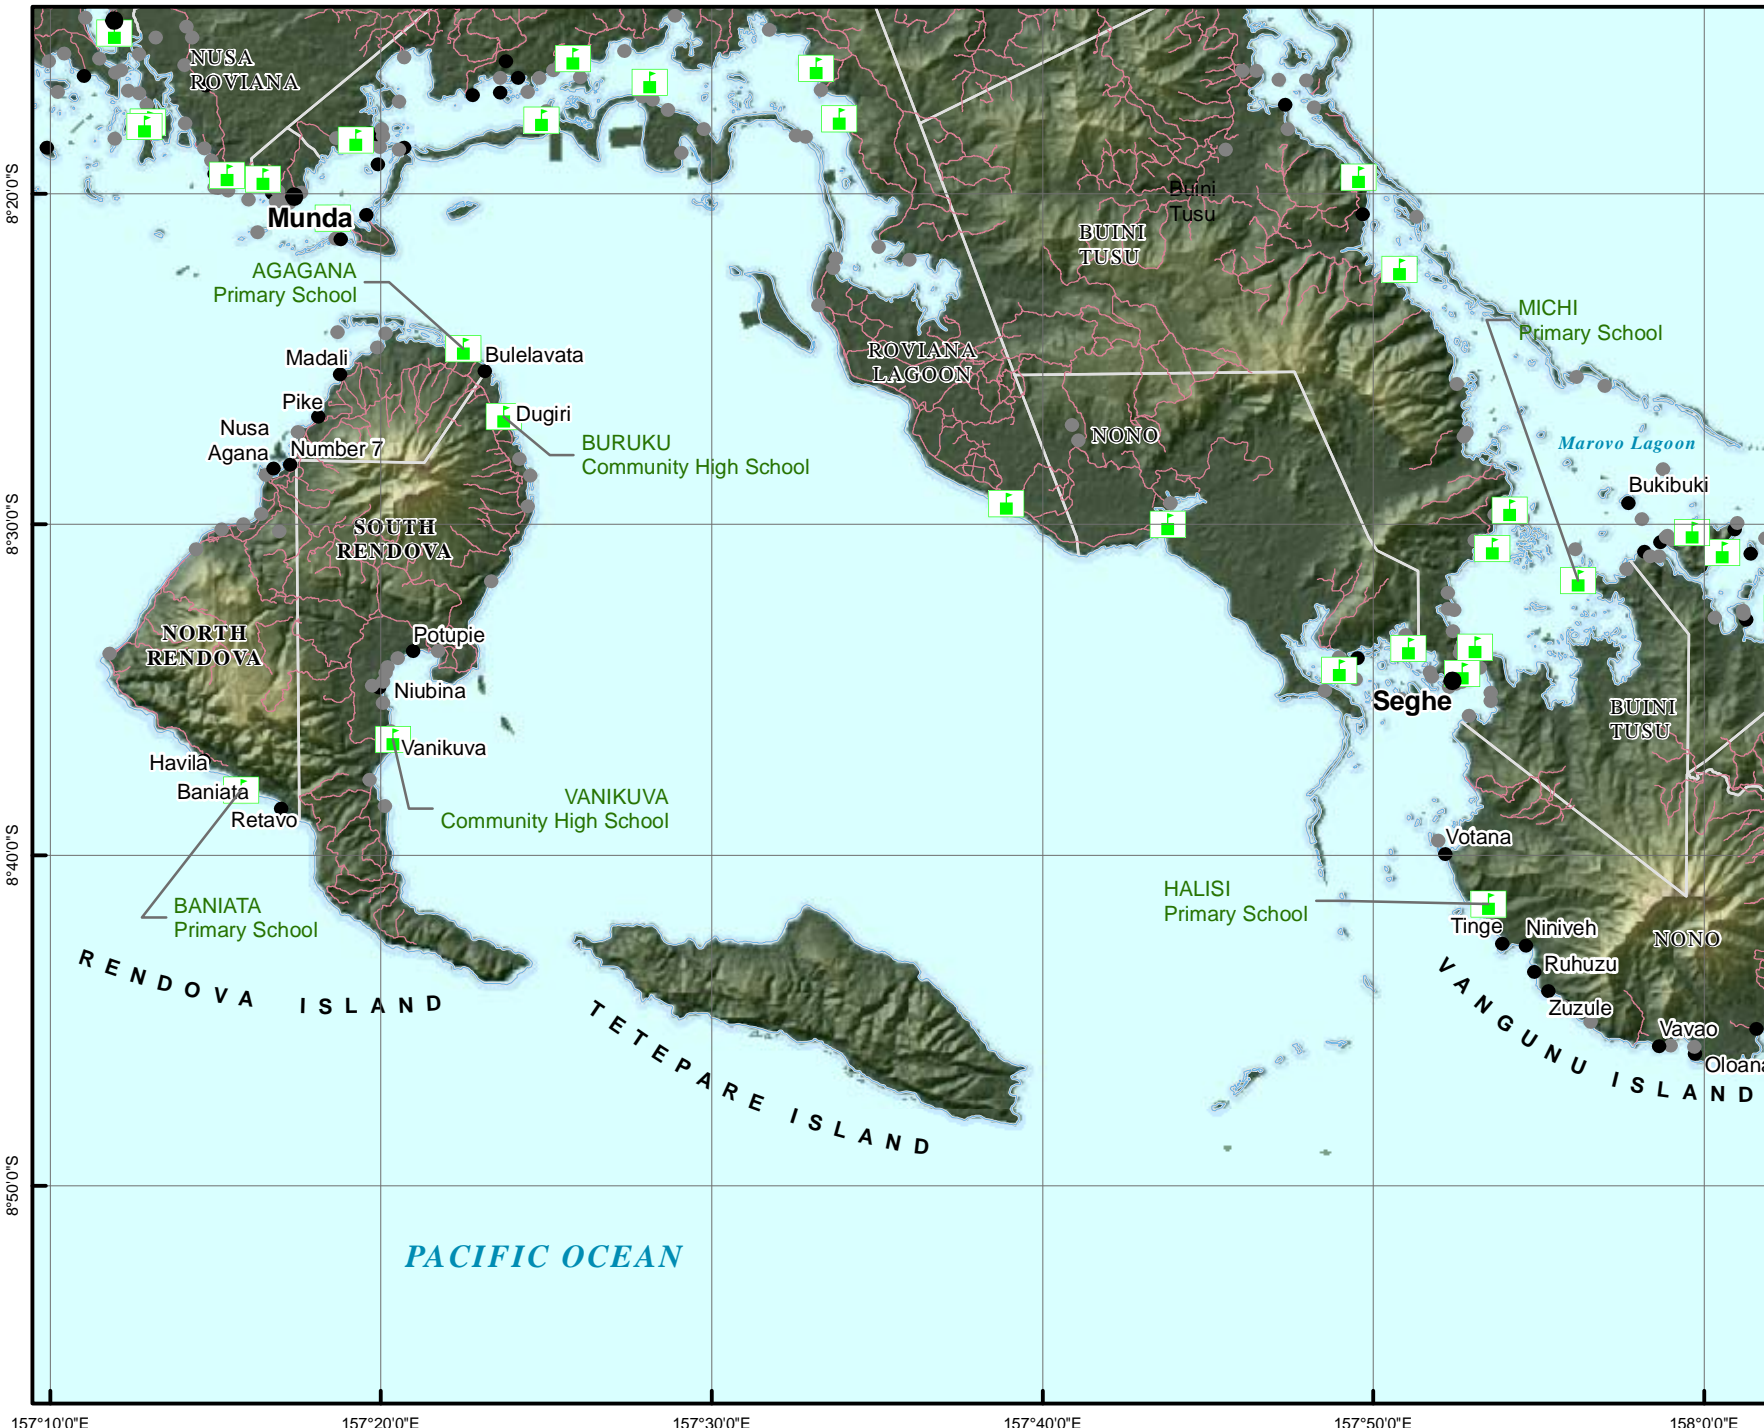 NUSA
ROVIANA
8°20'0"S
Munda
Buini
Tusu
BUINI
TUSU
AGAGANA
Primary School
MICHI
Primary School
Madali
Bulelavata
ROVIANA
LAGOON
Pike
Dugiri
Nusa
Agana
Number 7
BURUKU
Community High School
NONO
Marovo Lagoon
Bukibuki
8°30'0"S
SOUTH
RENDOVA
NORTH
RENDOVA
Potupie
Niubina
Seghe
BUINI
TUSU
Vanikuva
Havila
Baniata
Retavo
VANIKUVA
Community High School
Votana
8°40'0"S
HALISI
Primary School
BANIATA
Primary School
Tinge
Niniveh
NONO
Ruhuzu
Zuzule
RENDOVA ISLAND
TETEPARE ISLAND
VANGUNU ISLAND
Vavao
Oloana
8°50'0"S
PACIFIC OCEAN
157°10'0"E
157°20'0"E
157°30'0"E
157°40'0"E
157°50'0"E
158°0'0"E